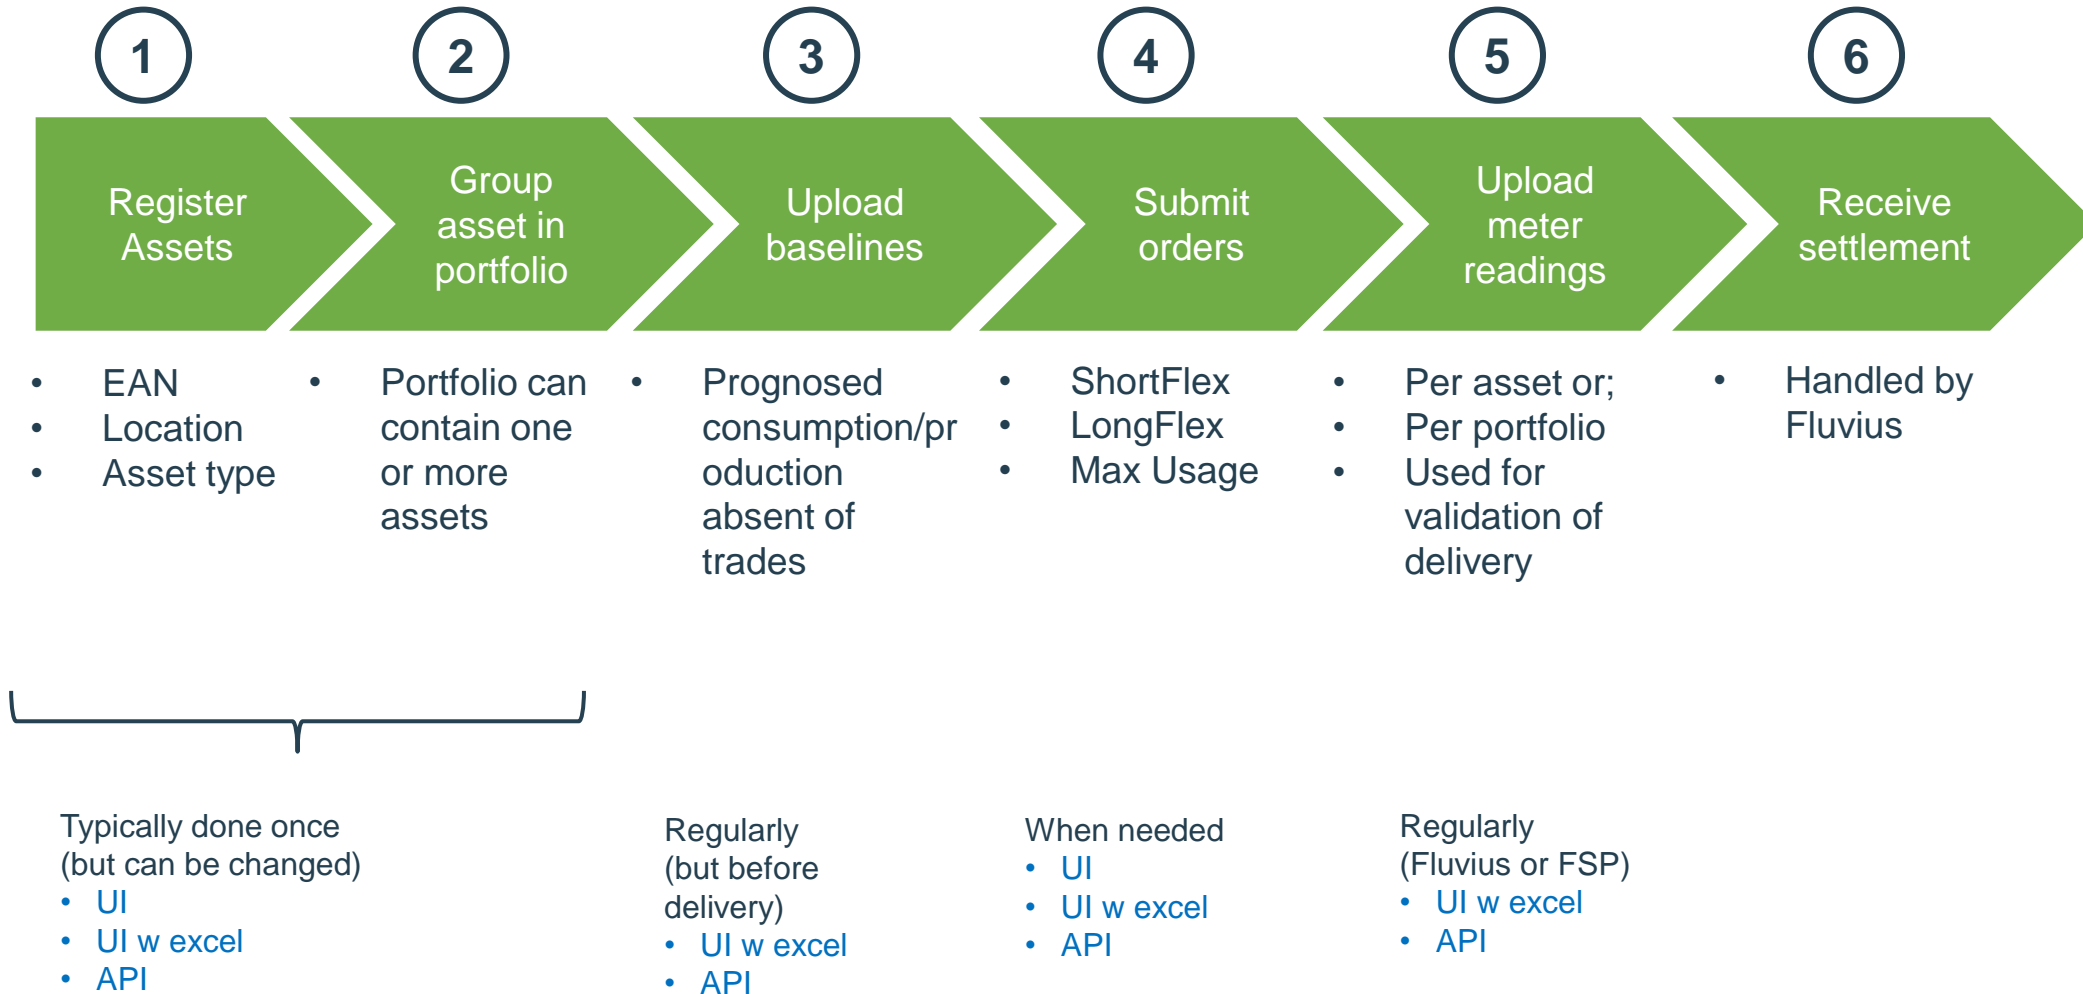 1
2
3
4
5
6
Register
Assets
Group
asset in
portfolio
Upload
baselines
Submit
orders
Upload
meter
readings
Receive
settlement
• EAN
• Location
• Asset type
• Portfolio can
contain one
or more
assets
• Prognosed
consumption/pr
oduction
absent of
trades
• ShortFlex
• LongFlex
• Max Usage
• Per asset or;
• Per portfolio
• Used for
validation of
delivery
• Handled by
Fluvius
Typically done once
(but can be changed)
• UI
• UI w excel
• API
Regularly
(but before
delivery)
• UI w excel
• API
When needed
• UI
• UI w excel
• API
Regularly
(Fluvius or FSP)
• UI w excel
• API